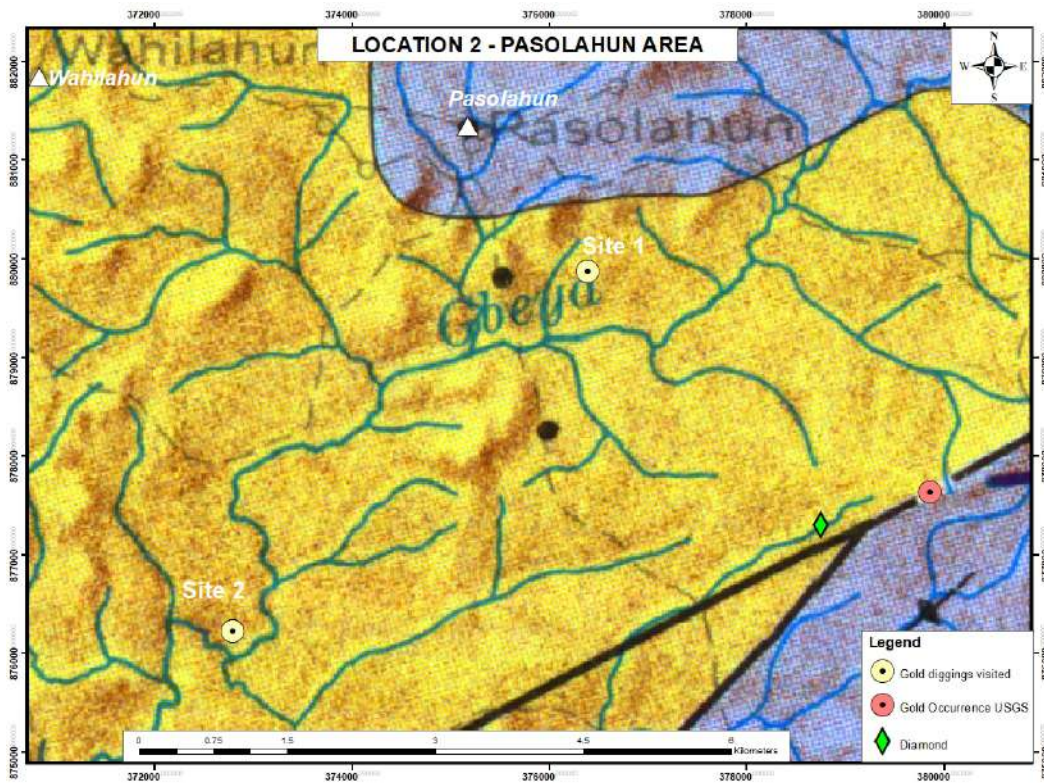 372000 374000 376000 378000 380000
LOCATION 2 - PASOLAHUN AREA
N
W E
S
Wahilahun
Wahilahun
Pasolahun
Pasolahun
882000
881000
880000
879000
878000
877000
876000
875000
Site 1
Gbeya
Site 2
Legend
Gold diggings visited
Gold Occurrence USGS
Diamond
0 0.75 1.5 3 4.5 6
Kilometers
372000 374000 376000 378000 380000